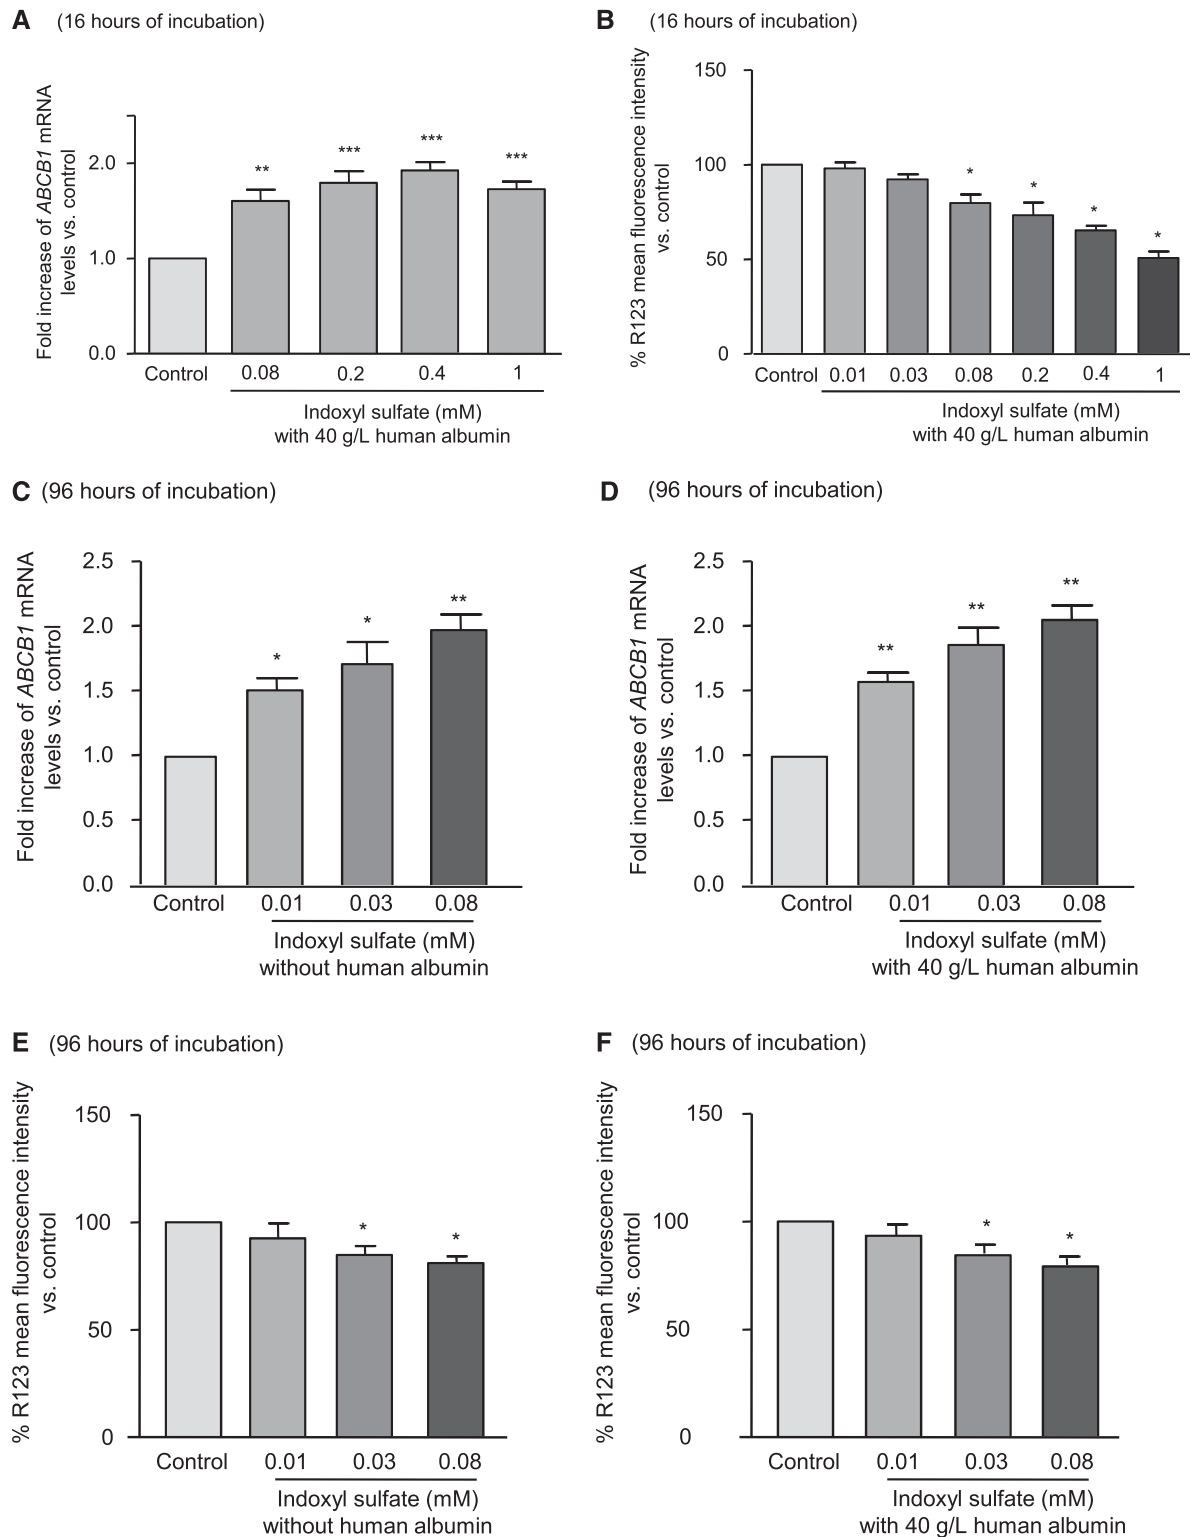 A (16 hours of incubation)
Fold increase of ABCB1 mRNA
levels vs. control
2.0
1.0
0.0
**
***
***
***
Control 0.08 0.2 0.4 1
Indoxyl sulfate (mM)
with 40 g/L human albumin
B (16 hours of incubation)
% R123 mean fluorescence intensity
vs. control
150
100
50
0
*
*
*
*
Control 0.01 0.03 0.08 0.2 0.4 1
Indoxyl sulfate (mM)
with 40 g/L human albumin
C (96 hours of incubation)
Fold increase of ABCB1 mRNA
levels vs. control
2.5
2.0
1.5
1.0
0.5
0.0
*
*
**
Control 0.01 0.03 0.08
Indoxyl sulfate (mM)
without human albumin
D (96 hours of incubation)
Fold increase of ABCB1 mRNA
levels vs. control
2.5
2.0
1.5
1.0
0.5
0.0
**
**
**
Control 0.01 0.03 0.08
Indoxyl sulfate (mM)
with 40 g/L human albumin
E (96 hours of incubation)
% R123 mean fluorescence intensity
vs. control
150
100
50
0
*
*
Control 0.01 0.03 0.08
Indoxyl sulfate (mM)
without human albumin
F (96 hours of incubation)
% R123 mean fluorescence intensity
vs. control
150
100
50
0
*
*
Control 0.01 0.03 0.08
Indoxyl sulfate (mM)
with 40 g/L human albumin